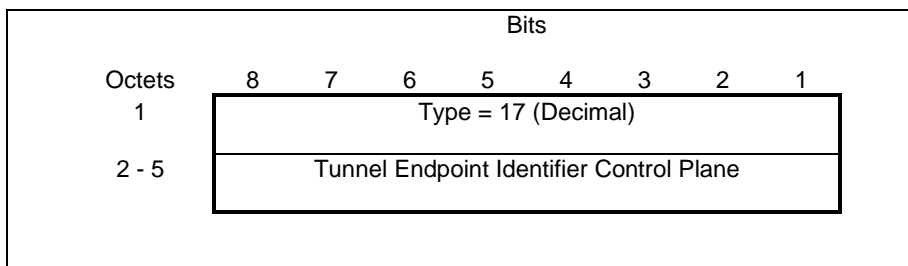 Bits
Octets 8 7 6 5 4 3 2 1
1 Type = 17 (Decimal)
2 - 5 Tunnel Endpoint Identifier Control Plane